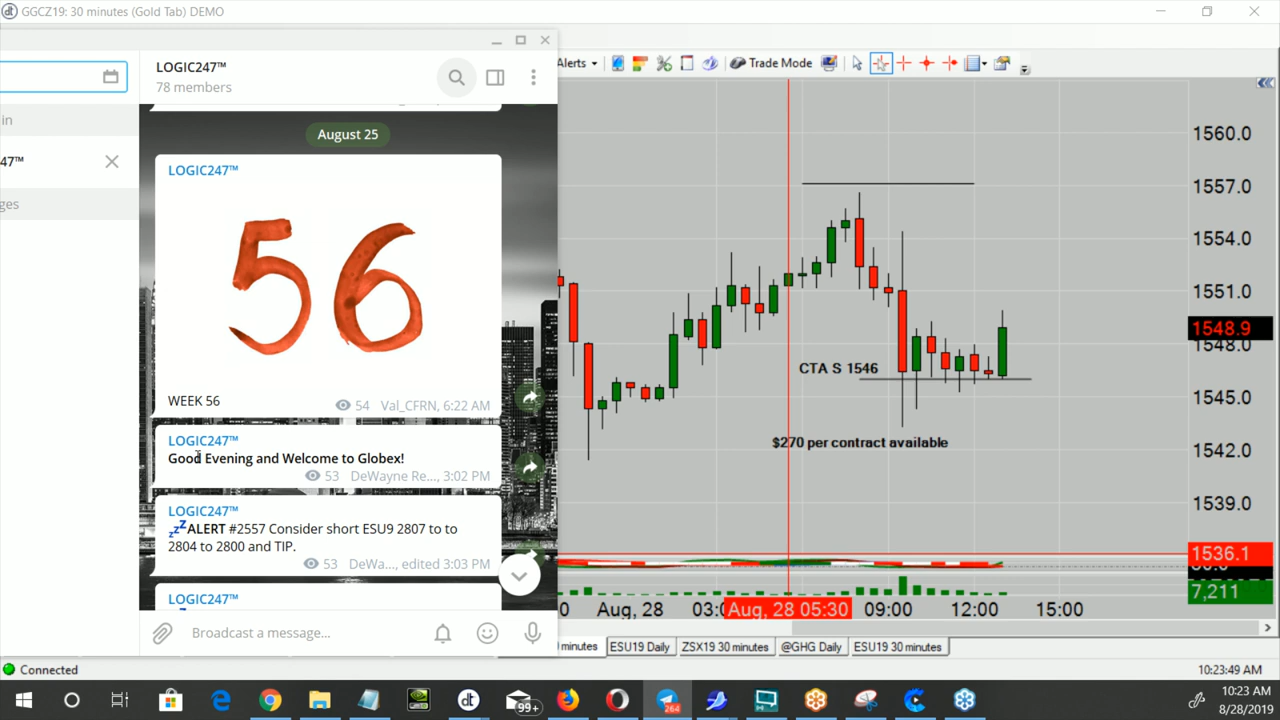 GGCZ19: 30 minutes (Gold Tab) DEMO
LOGIC247™
78 members
in
47™
ges
August 25
LOGIC247™
56
WEEK 56
54 Val_CFRN, 6:22 AM
LOGIC247™
Good Evening and Welcome to Globex!
53 DeWayne Re..., 3:02 PM
LOGIC247™
zzZALERT #2557 Consider short ESU9 2807 to to
2804 to 2800 and TIP.
53 DeWa..., edited 3:03 PM
LOGIC247™
Broadcast a message...
Alerts
Trade Mode
1560.0
1557.0
1554.0
1551.0
1548.9
1548.0
1545.0
1542.0
1539.0
1536.1
7,211
CTA S 1546
$270 per contract available
0
Aug, 28
03:0
Aug, 28 05:30
09:00
12:00
15:00
minutes
ESU19 Daily
ZSX19 30 minutes
@GHG Daily
ESU19 30 minutes
Connected
10:23:49 AM
99+
264
10:23 AM
8/28/2019